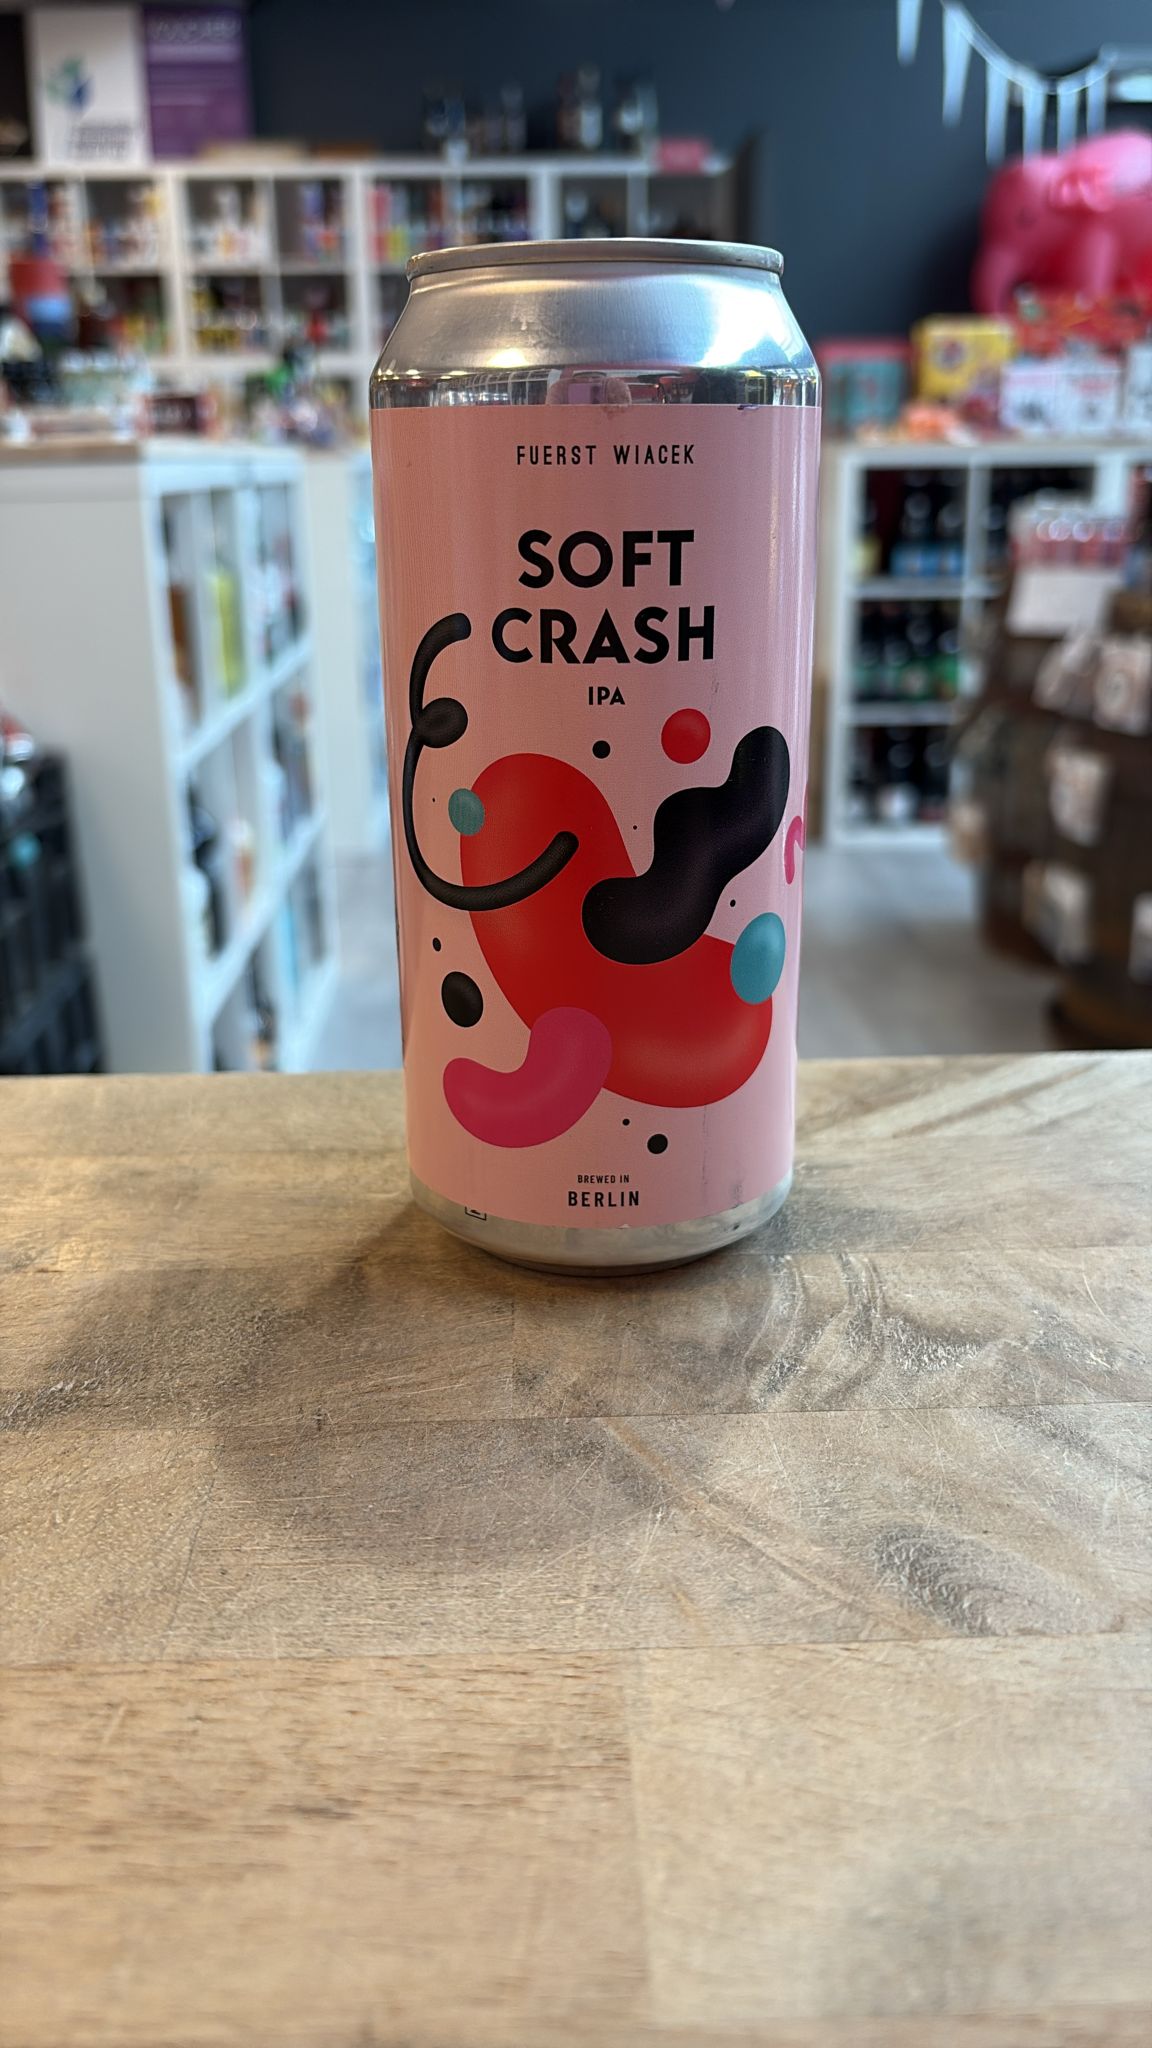 FUERST WIACEK
SOFT
CRASH
IPA
BREWED IN
BERLIN